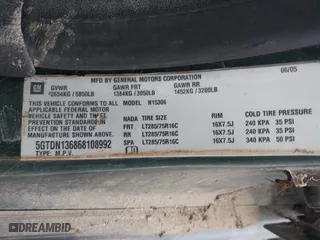 GM
MFD BY GENERAL MOTORS CORPORATION
06/05
GVWR GAWR FRT GAWR RR
2654KG / 5850LB 1384KG / 3050LB 1452KG / 3200LB
THIS VEHICLE CONFORMS TO ALL
APPLICABLE FEDERAL MOTOR
VEHICLE SAFETY AND THEFT
PREVENTION STANDARDS IN
EFFECT ON THE DATE OF
MANUFACTURE SHOWN ABOVE.
5GTDN136868108992
TYPE: M.P.V.
MODEL: N15306
NADA TIRE SIZE RIM COLD TIRE PRESSURE
FRT LT285/75R16C 16X7.5J 240 KPA 35 PSI
RR LT285/75R16C 16X7.5J 240 KPA 35 PSI
SPA LT285/75R16C 16X7.5J 340 KPA 50 PSI
IAAI